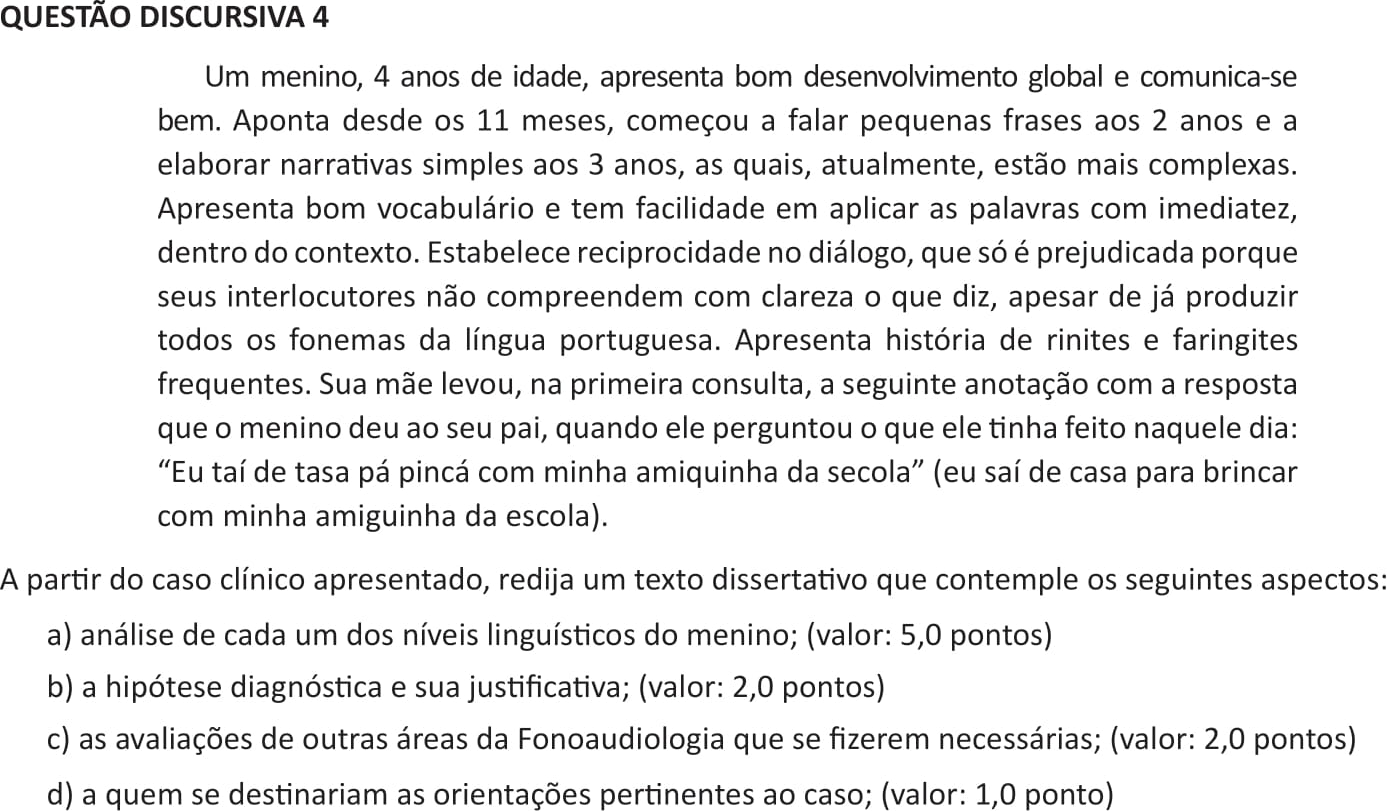 QUESTÃO DISCURSIVA 4
Um menino, 4 anos de idade, apresenta bom desenvolvimento global e comunica-se
bem. Aponta desde os 11 meses, começou a falar pequenas frases aos 2 anos e a
elaborar narrativas simples aos 3 anos, as quais, atualmente, estão mais complexas.
Apresenta bom vocabulário e tem facilidade em aplicar as palavras com imediatez,
dentro do contexto. Estabelece reciprocidade no diálogo, que só é prejudicada porque
seus interlocutores não compreendem com clareza o que diz, apesar de já produzir
todos os fonemas da língua portuguesa. Apresenta história de rinites e faringites
frequentes. Sua mãe levou, na primeira consulta, a seguinte anotação com a resposta
que o menino deu ao seu pai, quando ele perguntou o que ele tinha feito naquele dia:
“Eu taí de tasa pá pincá com minha amiquinha da secola” (eu saí de casa para brincar
com minha amiguinha da escola).
A partir do caso clínico apresentado, redija um texto dissertativo que contemple os seguintes aspectos:
a) análise de cada um dos níveis linguísticos do menino; (valor: 5,0 pontos)
b) a hipótese diagnóstica e sua justificativa; (valor: 2,0 pontos)
c) as avaliações de outras áreas da Fonoaudiologia que se fizerem necessárias; (valor: 2,0 pontos)
d) a quem se destinariam as orientações pertinentes ao caso; (valor: 1,0 ponto)